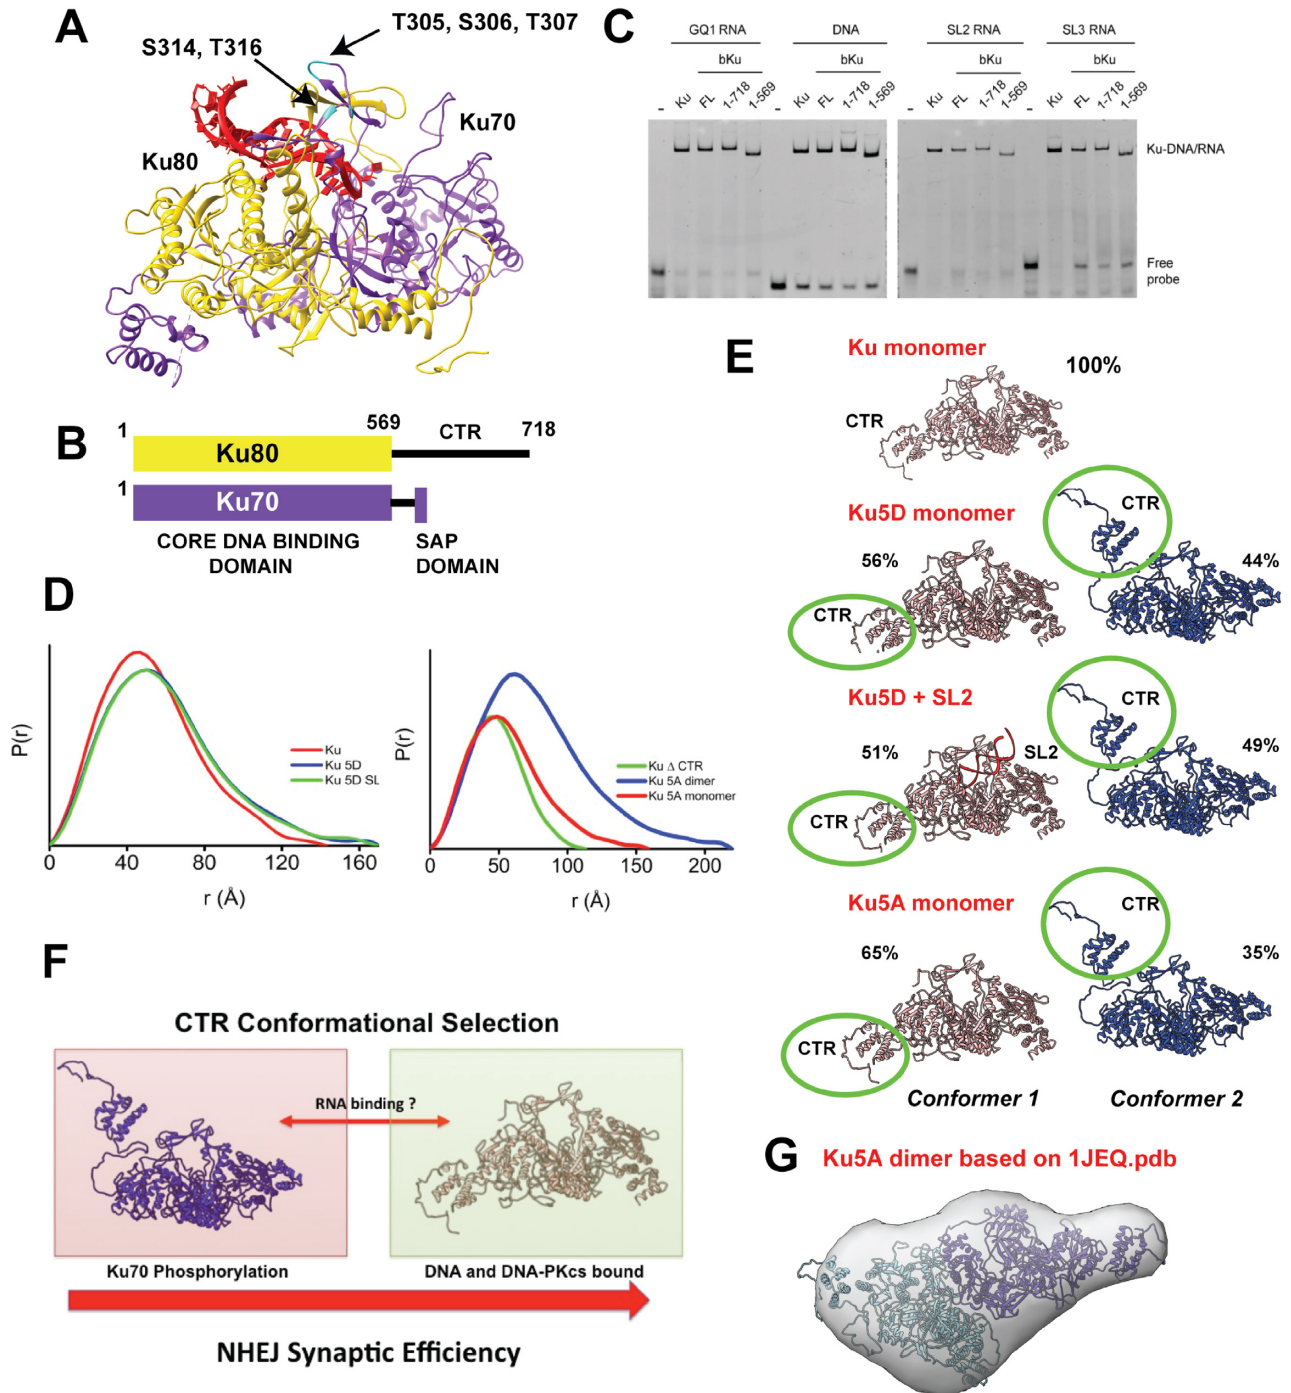 A
T305, S306, T307
S314, T316
Ku70
Ku80
B
1
569
CTR
718
Ku80
1
Ku70
CORE DNA BINDING
DOMAIN
SAP
DOMAIN
C
GQ1 RNA
DNA
SL2 RNA
SL3 RNA
bKu
bKu
bKu
bKu
- Ku FL 1-718 1-569
- Ku FL 1-718 1-569
- Ku FL 1-718 1-569
- Ku FL 1-718 1-569
Ku-DNA/RNA
Free
probe
D
P(r)
Ku
Ku 5D
Ku 5D SL
0 40 80 120 160
r (Å)
P(r)
Ku Δ CTR
Ku 5A dimer
Ku 5A monomer
0 50 100 150 200
r (Å)
E
Ku monomer
100%
CTR
Ku5D monomer
CTR
56%
44%
CTR
Ku5D + SL2
CTR
51%
SL2
49%
CTR
Ku5A monomer
CTR
65%
35%
CTR
Conformer 1
Conformer 2
F
CTR Conformational Selection
RNA binding ?
Ku70 Phosphorylation
DNA and DNA-PKcs bound
NHEJ Synaptic Efficiency
G
Ku5A dimer based on 1JEQ.pdb